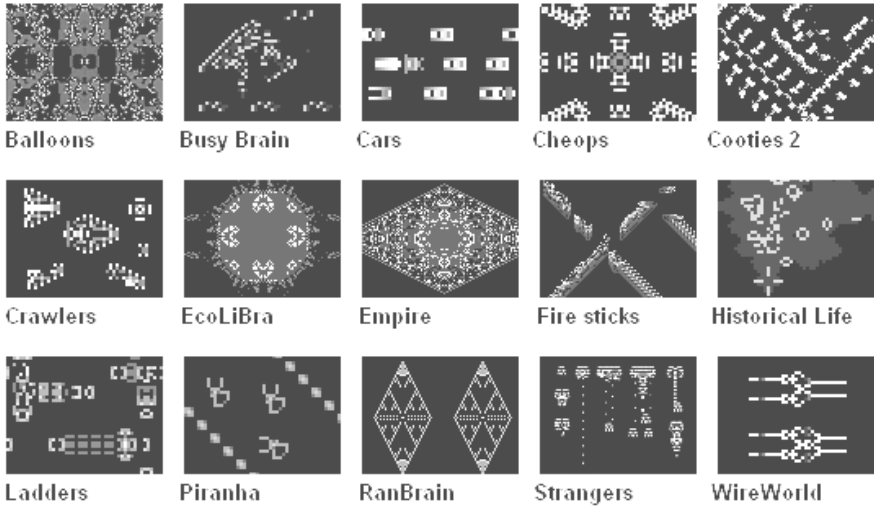 Balloons Busy Brain Cars Cheops Cooties 2
Crawlers EcoLiBra Empire Fire sticks Historical Life
Ladders Piranha RanBrain Strangers WireWorld